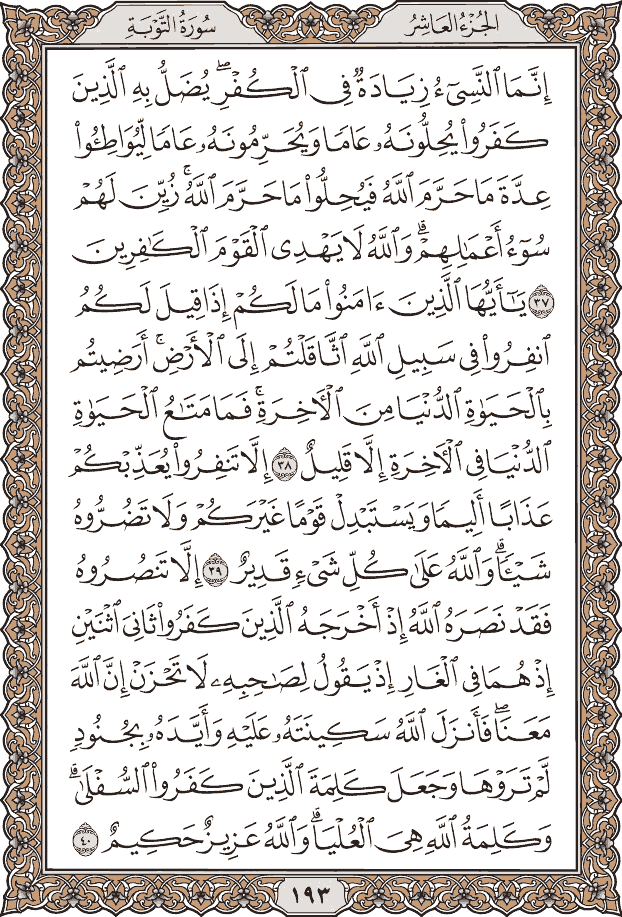 الجُزْءُ العَاشِرُ
سُورَةُ التَّوْبَةِ
إِنَّمَا ٱلنَّسِىٓءُ زِيَادَةٌ فِى ٱلْكُفْرِ ۖ يُضَلُّ بِهِ ٱلَّذِينَ
كَفَرُوا۟ يُحِلُّونَهُۥ عَامًا وَيُحَرِّمُونَهُۥ عَامًا لِّيُوَاطِـُٔوا۟
عِدَّةَ مَا حَرَّمَ ٱللَّهُ فَيُحِلُّوا۟ مَا حَرَّمَ ٱللَّهُ ۚ زُيِّنَ لَهُمْ
سُوٓءُ أَعْمَٰلِهِمْ ۗ وَٱللَّهُ لَا يَهْدِى ٱلْقَوْمَ ٱلْكَٰفِرِينَ
٣٧ يَٰٓأَيُّهَا ٱلَّذِينَ ءَامَنُوا۟ مَا لَكُمْ إِذَا قِيلَ لَكُمُ
ٱنفِرُوا۟ فِى سَبِيلِ ٱللَّهِ ٱثَّاقَلْتُمْ إِلَى ٱلْأَرْضِ ۚ أَرَضِيتُم
بِٱلْحَيَوٰةِ ٱلدُّنْيَا مِنَ ٱلْءَاخِرَةِ ۚ فَمَا مَتَٰعُ ٱلْحَيَوٰةِ
ٱلدُّنْيَا فِى ٱلْءَاخِرَةِ إِلَّا قَلِيلٌ ٣٨ إِلَّا تَنفِرُوا۟ يُعَذِّبْكُمْ
عَذَابًا أَلِيمًا وَيَسْتَبْدِلْ قَوْمًا غَيْرَكُمْ وَلَا تَضُرُّوهُ
شَيْـًٔا ۗ وَٱللَّهُ عَلَىٰ كُلِّ شَىْءٍ قَدِيرٌ ٣٩ إِلَّا تَنصُرُوهُ
فَقَدْ نَصَرَهُ ٱللَّهُ إِذْ أَخْرَجَهُ ٱلَّذِينَ كَفَرُوا۟ ثَانِىَ ٱثْنَيْنِ
إِذْ هُمَا فِى ٱلْغَارِ إِذْ يَقُولُ لِصَٰحِبِهِۦ لَا تَحْزَنْ إِنَّ ٱللَّهَ
مَعَنَا ۖ فَأَنزَلَ ٱللَّهُ سَكِينَتَهُۥ عَلَيْهِ وَأَيَّدَهُۥ بِجُنُودٍ
لَّمْ تَرَوْهَا وَجَعَلَ كَلِمَةَ ٱلَّذِينَ كَفَرُوا۟ ٱلسُّفْلَىٰ ۗ
وَكَلِمَةُ ٱللَّهِ هِىَ ٱلْعُلْيَا ۗ وَٱللَّهُ عَزِيزٌ حَكِيمٌ ٤٠
١٩٣